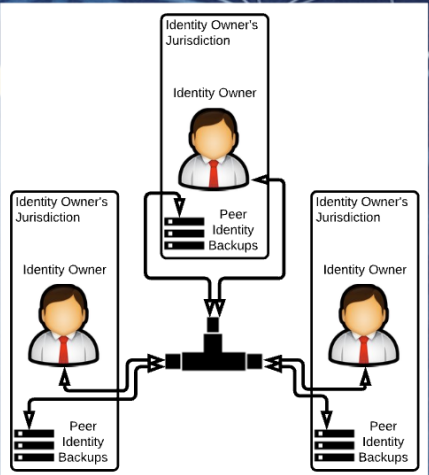 Identity Owner's
Jurisdiction
Identity Owner
Peer
Identity
Backups
Identity Owner's
Jurisdiction
Identity Owner
Peer
Identity
Backups
Identity Owner's
Jurisdiction
Identity Owner
Peer
Identity
Backups